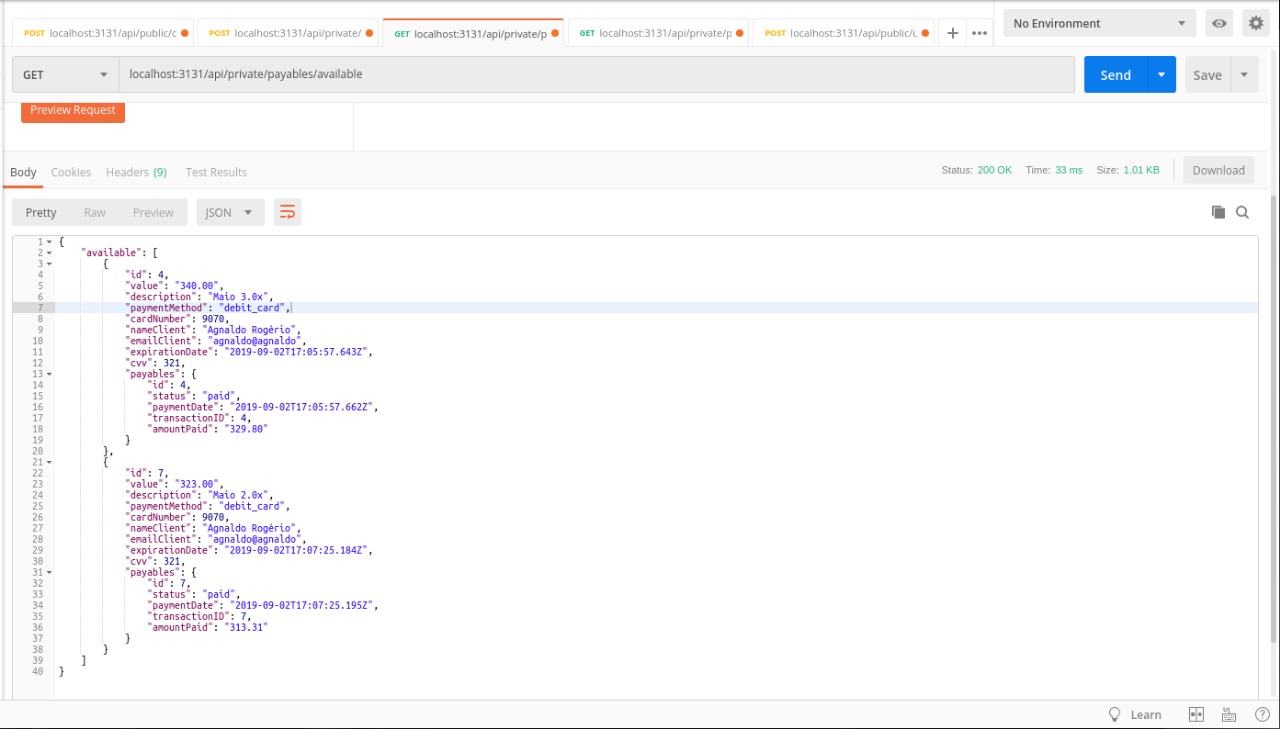 POST localhost:3131/api/public/c
POST localhost:3131/api/private/
GET localhost:3131/api/private/p
GET localhost:3131/api/private/p
POST localhost:3131/api/public/u
No Environment
GET
localhost:3131/api/private/payables/available
Send
Save
Preview Request
Body Cookies Headers (9) Test Results
Status: 200 OK Time: 33 ms Size: 1.01 KB
Download
Pretty Raw Preview JSON
1 {
2 "available": [
3 {
4 "id": 4,
5 "value": "340.00",
6 "description": "Maio 3.0x",
7 "paymentMethod": "debit_card",
8 "cardNumber": 9070,
9 "nameClient": "Agnaldo Rogério",
10 "emailClient": "agnaldo@agnaldo",
11 "expirationDate": "2019-09-02T17:05:57.643Z",
12 "cvv": 321,
13 "payables": {
14 "id": 4,
15 "status": "paid",
16 "paymentDate": "2019-09-02T17:05:57.662Z",
17 "transactionID": 4,
18 "amountPaid": "329.80"
19 }
20 },
21 {
22 "id": 7,
23 "value": "323.00",
24 "description": "Maio 2.0x",
25 "paymentMethod": "debit_card",
26 "cardNumber": 9070,
27 "nameClient": "Agnaldo Rogério",
28 "emailClient": "agnaldo@agnaldo",
29 "expirationDate": "2019-09-02T17:07:25.184Z",
30 "cvv": 321,
31 "payables": {
32 "id": 7,
33 "status": "paid",
34 "paymentDate": "2019-09-02T17:07:25.195Z",
35 "transactionID": 7,
36 "amountPaid": "313.31"
37 }
38 }
39 ]
40 }
Learn